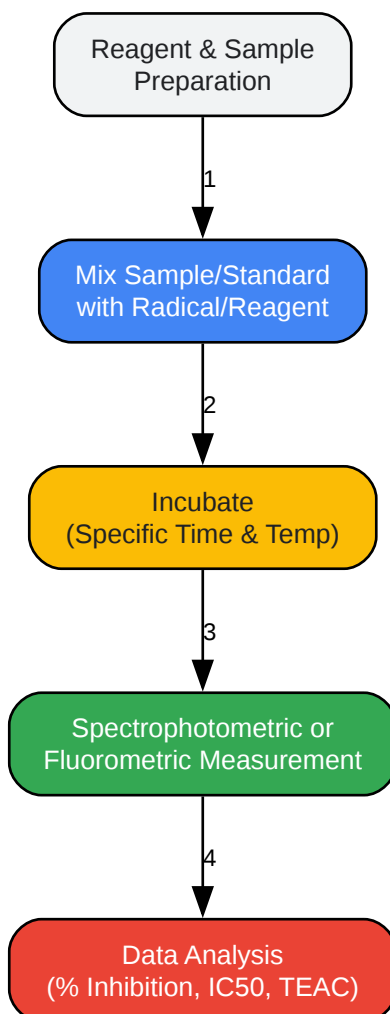 Reagent & Sample
Preparation
1
Mix Sample/Standard
with Radical/Reagent
2
Incubate
(Specific Time & Temp)
3
Spectrophotometric or
Fluorometric Measurement
4
Data Analysis
(% Inhibition, IC50, TEAC)